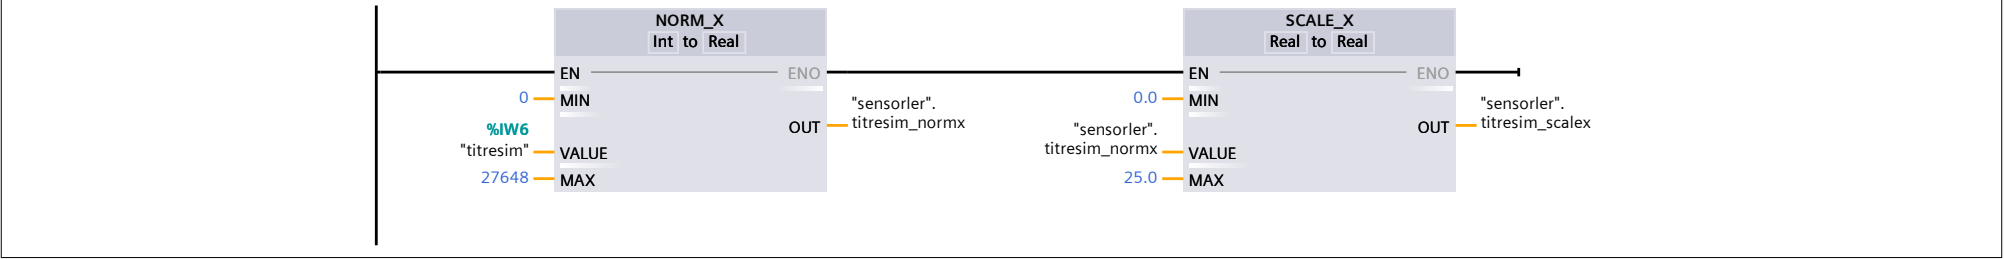 NORM_X
Int to Real
EN ENO
0 MIN
"sensorler".
titresim_normx
OUT
%IW6
"titresim" VALUE
27648 MAX
SCALE_X
Real to Real
EN ENO
0.0 MIN
"sensorler".
titresim_scalex
OUT
"sensorler".
titresim_normx VALUE
25.0 MAX